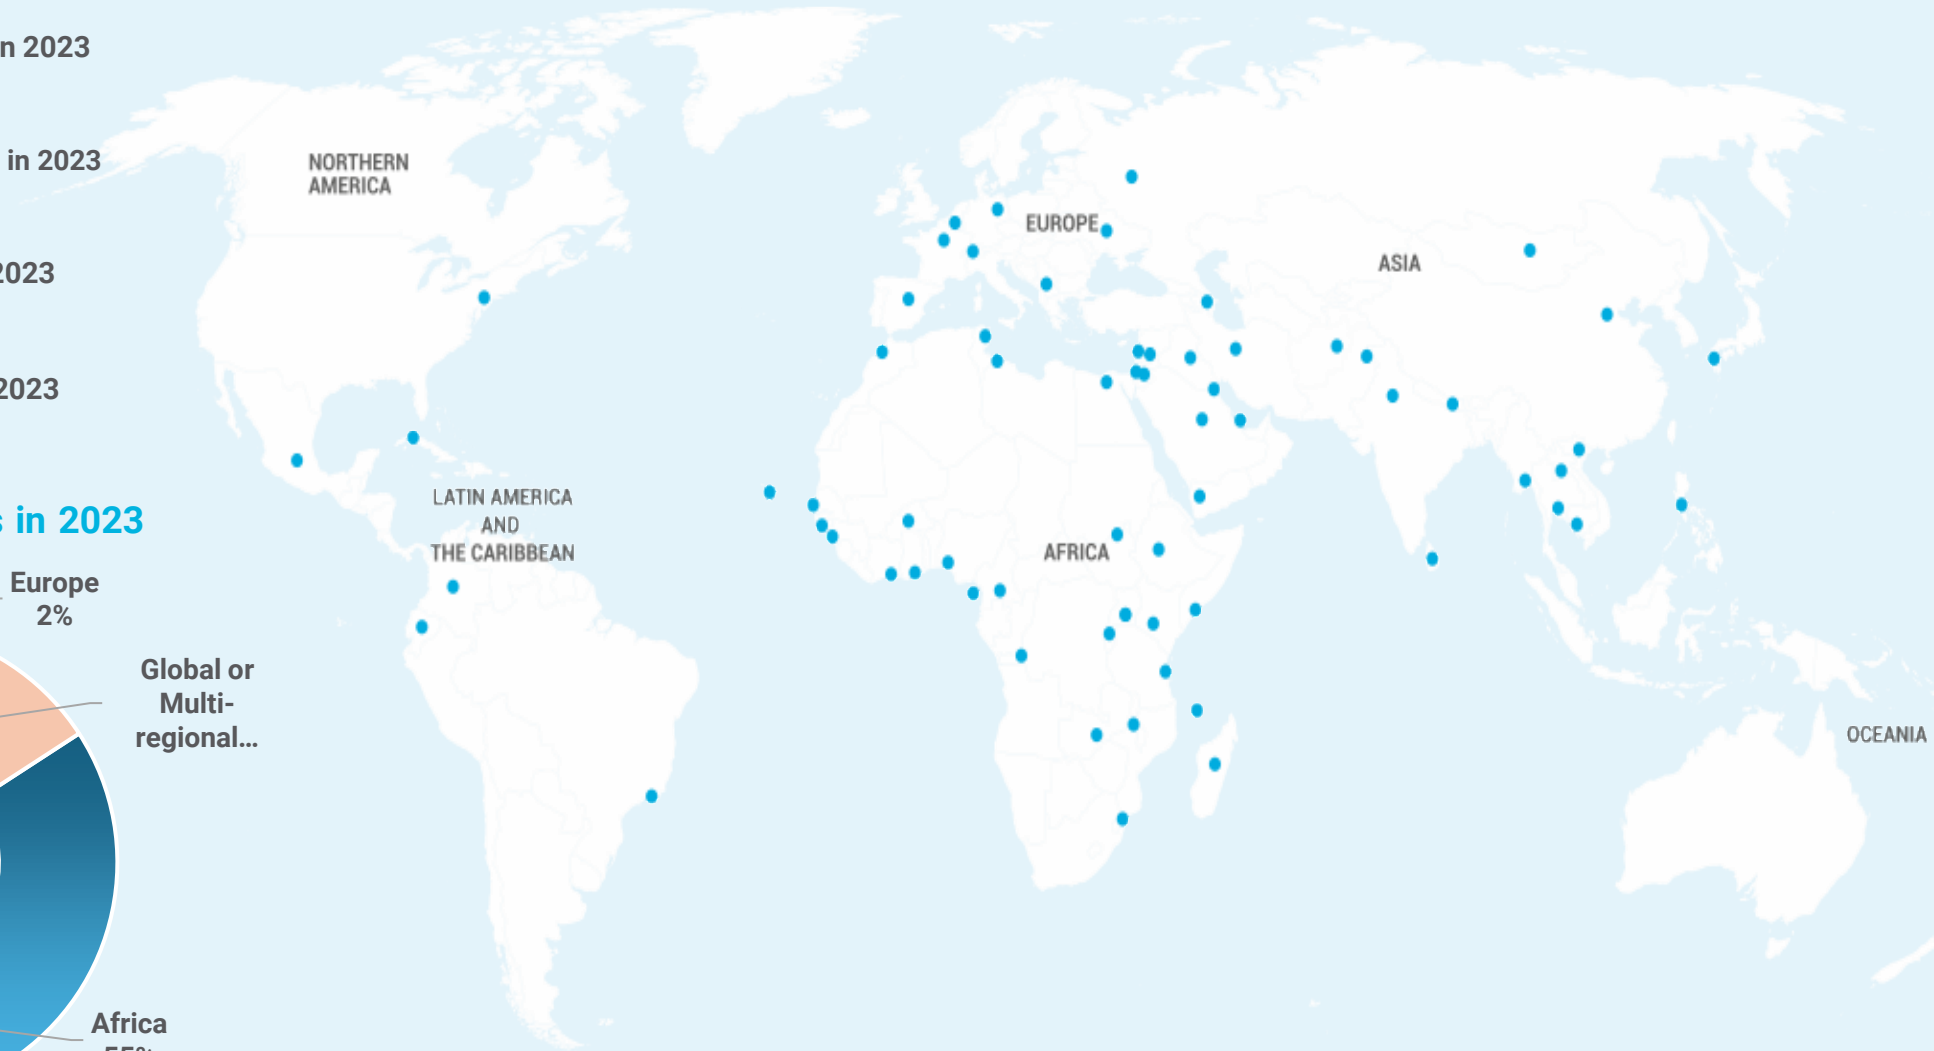 n 2023
in 2023
2023
2023
s in 2023
Europe
2%
Global or
Multi-
regional...
Africa
55%
NORTHERN
AMERICA
LATIN AMERICA
AND
THE CARIBBEAN
EUROPE
AFRICA
ASIA
OCEANIA